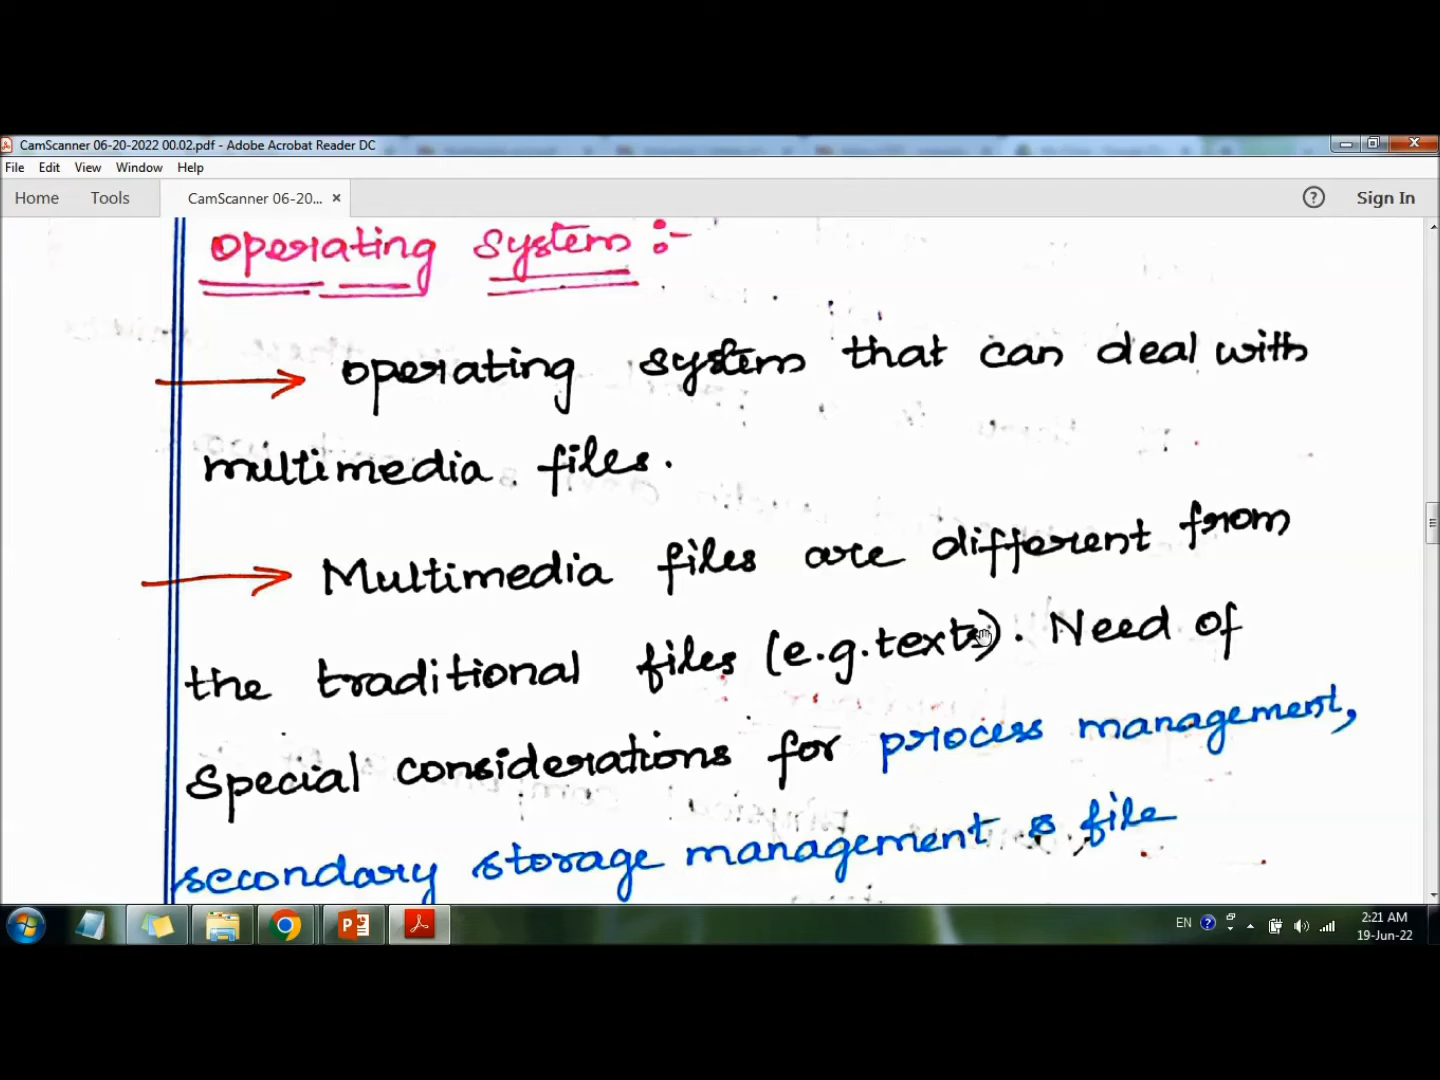 CamScanner 06-20-2022 00.02.pdf - Adobe Acrobat Reader DC
File Edit View Window Help
Home Tools CamScanner 06-20... × ? Sign In
operating system :-
operating system that can deal with
multimedia files.
Multimedia files are different from
the traditional files (e.g. texts). Need of
Special considerations for process management,
secondary storage management & file
EN ? 2:21 AM
19-Jun-22